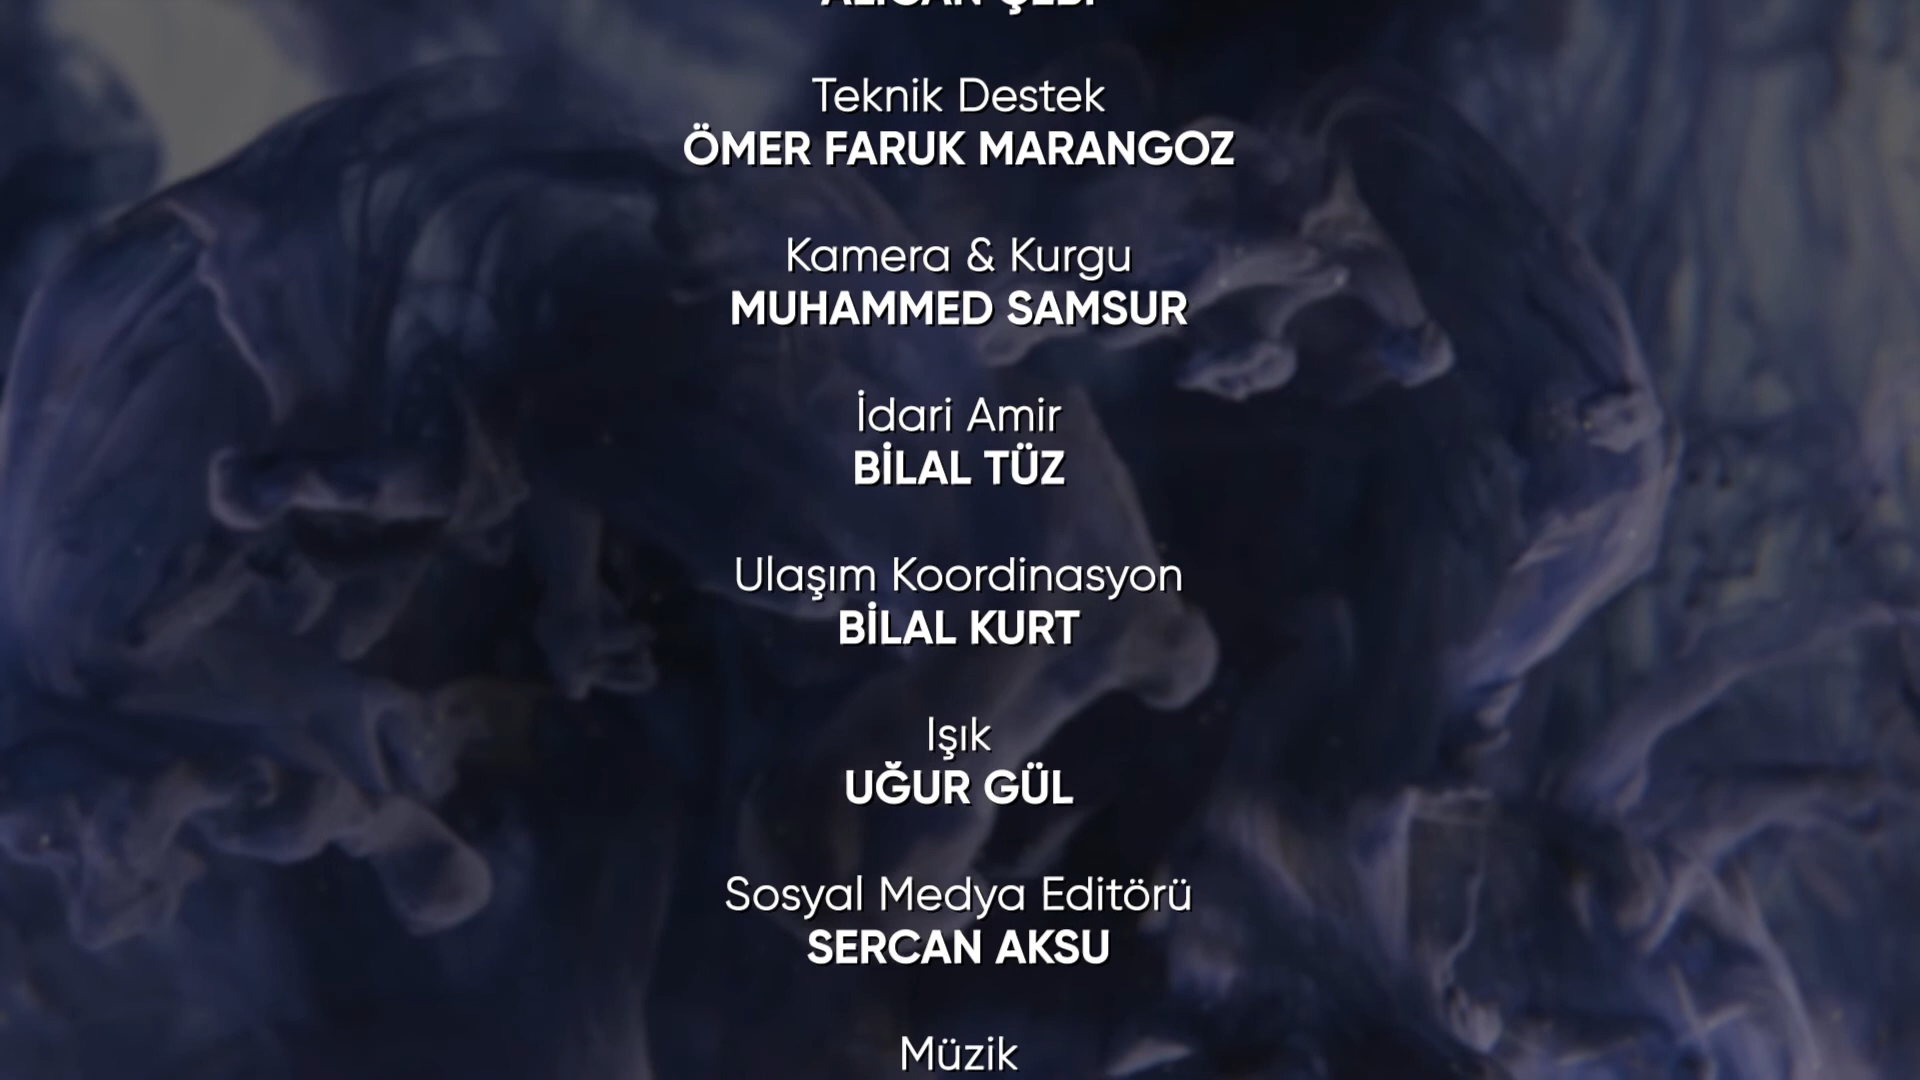 Teknik Destek
ÖMER FARUK MARANGOZ
Kamera & Kurgu
MUHAMMED SAMSUR
İdari Amir
BİLAL TÜZ
Ulaşım Koordinasyon
BİLAL KURT
Işık
UĞUR GÜL
Sosyal Medya Editörü
SERCAN AKSU
Müzik